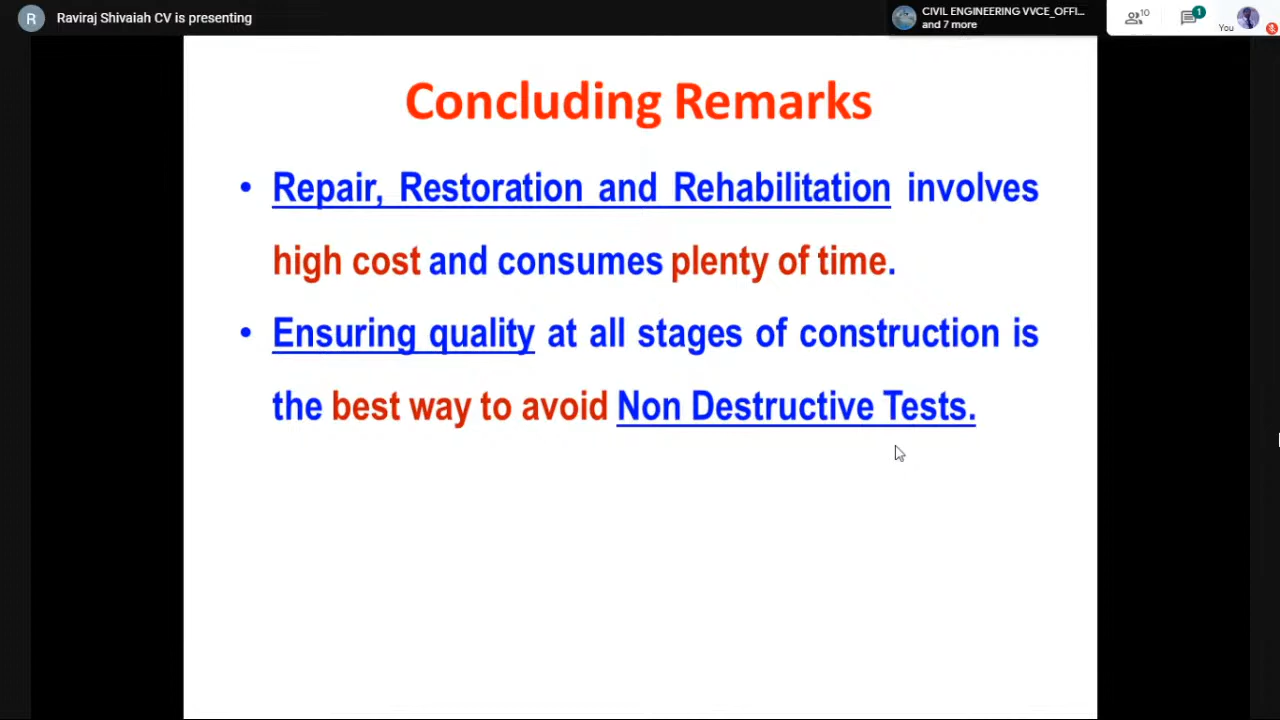 R
Raviraj Shivaiah CV is presenting
CIVIL ENGINEERING VVCE_OFFI...
and 7 more
10
1
You
Concluding Remarks
• Repair, Restoration and Rehabilitation involves
high cost and consumes plenty of time.
• Ensuring quality at all stages of construction is
the best way to avoid Non Destructive Tests.